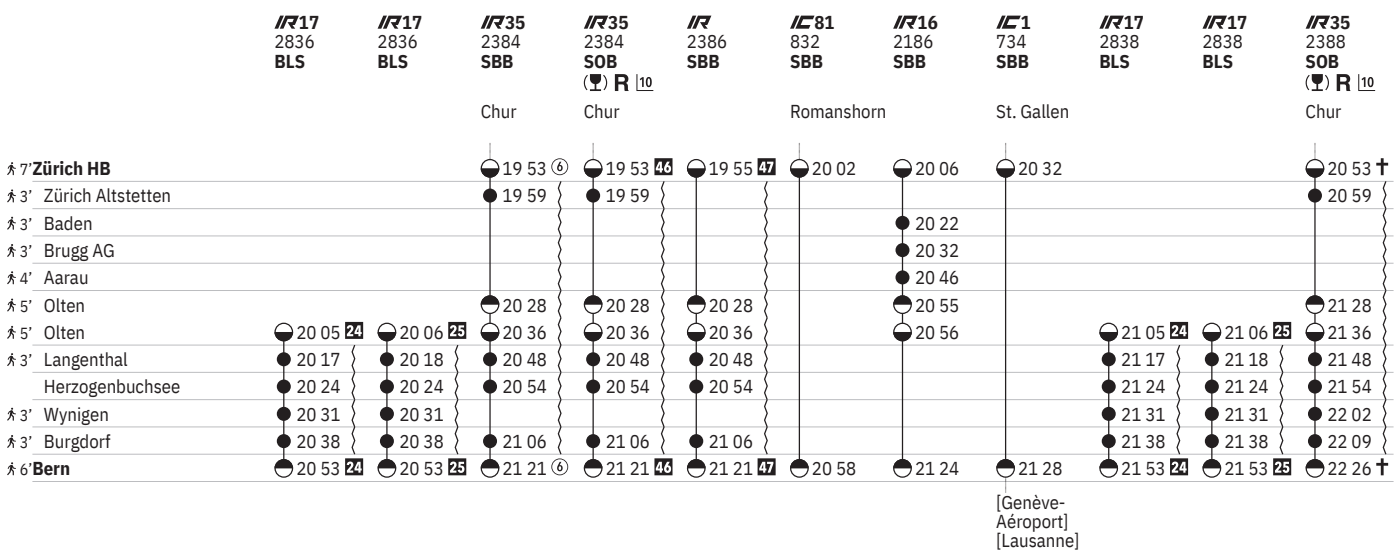 IR17 IR17 IR35 IR35 IR IC81 IR16 IC1 IR17 IR17 IR35
2836 2836 2384 2384 2386 832 2186 734 2838 2838 2388
BLS BLS SBB SOB SBB SBB SBB SBB BLS BLS SOB
R 10 R 10
Chur Chur Romanshorn St. Gallen Chur
7' Zürich HB 19 53 6 19 53 46 19 55 47 20 02 20 06 20 32 20 53 ✝
3' Zürich Altstetten 19 59 19 59 20 59
3' Baden 20 22
3' Brugg AG 20 32
4' Aarau 20 46
5' Olten 20 28 20 28 20 28 20 55 21 28
5' Olten 20 05 24 20 06 25 20 36 20 36 20 36 20 56 21 05 24 21 06 25 21 36
3' Langenthal 20 17 20 18 20 48 20 48 20 48 21 17 21 18 21 48
Herzogenbuchsee 20 24 20 24 20 54 20 54 20 54 21 24 21 24 21 54
3' Wynigen 20 31 20 31 21 31 21 31 22 02
3' Burgdorf 20 38 20 38 21 06 21 06 21 06 21 38 21 38 22 09
6' Bern 20 53 24 20 53 25 21 21 6 21 21 46 21 21 47 20 58 21 24 21 28 21 53 24 21 53 25 22 26 ✝
[Genève-
Aéroport]
[Lausanne]